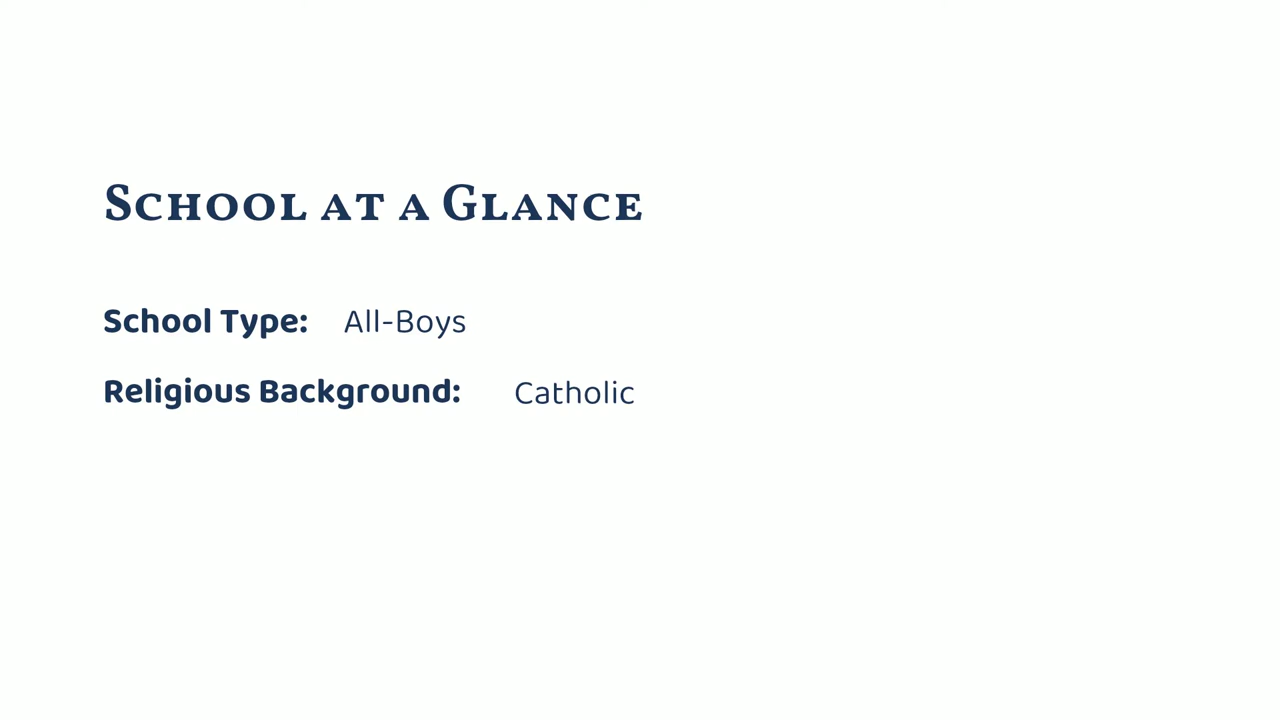 School at a Glance
School Type: All-Boys
Religious Background: Catholic